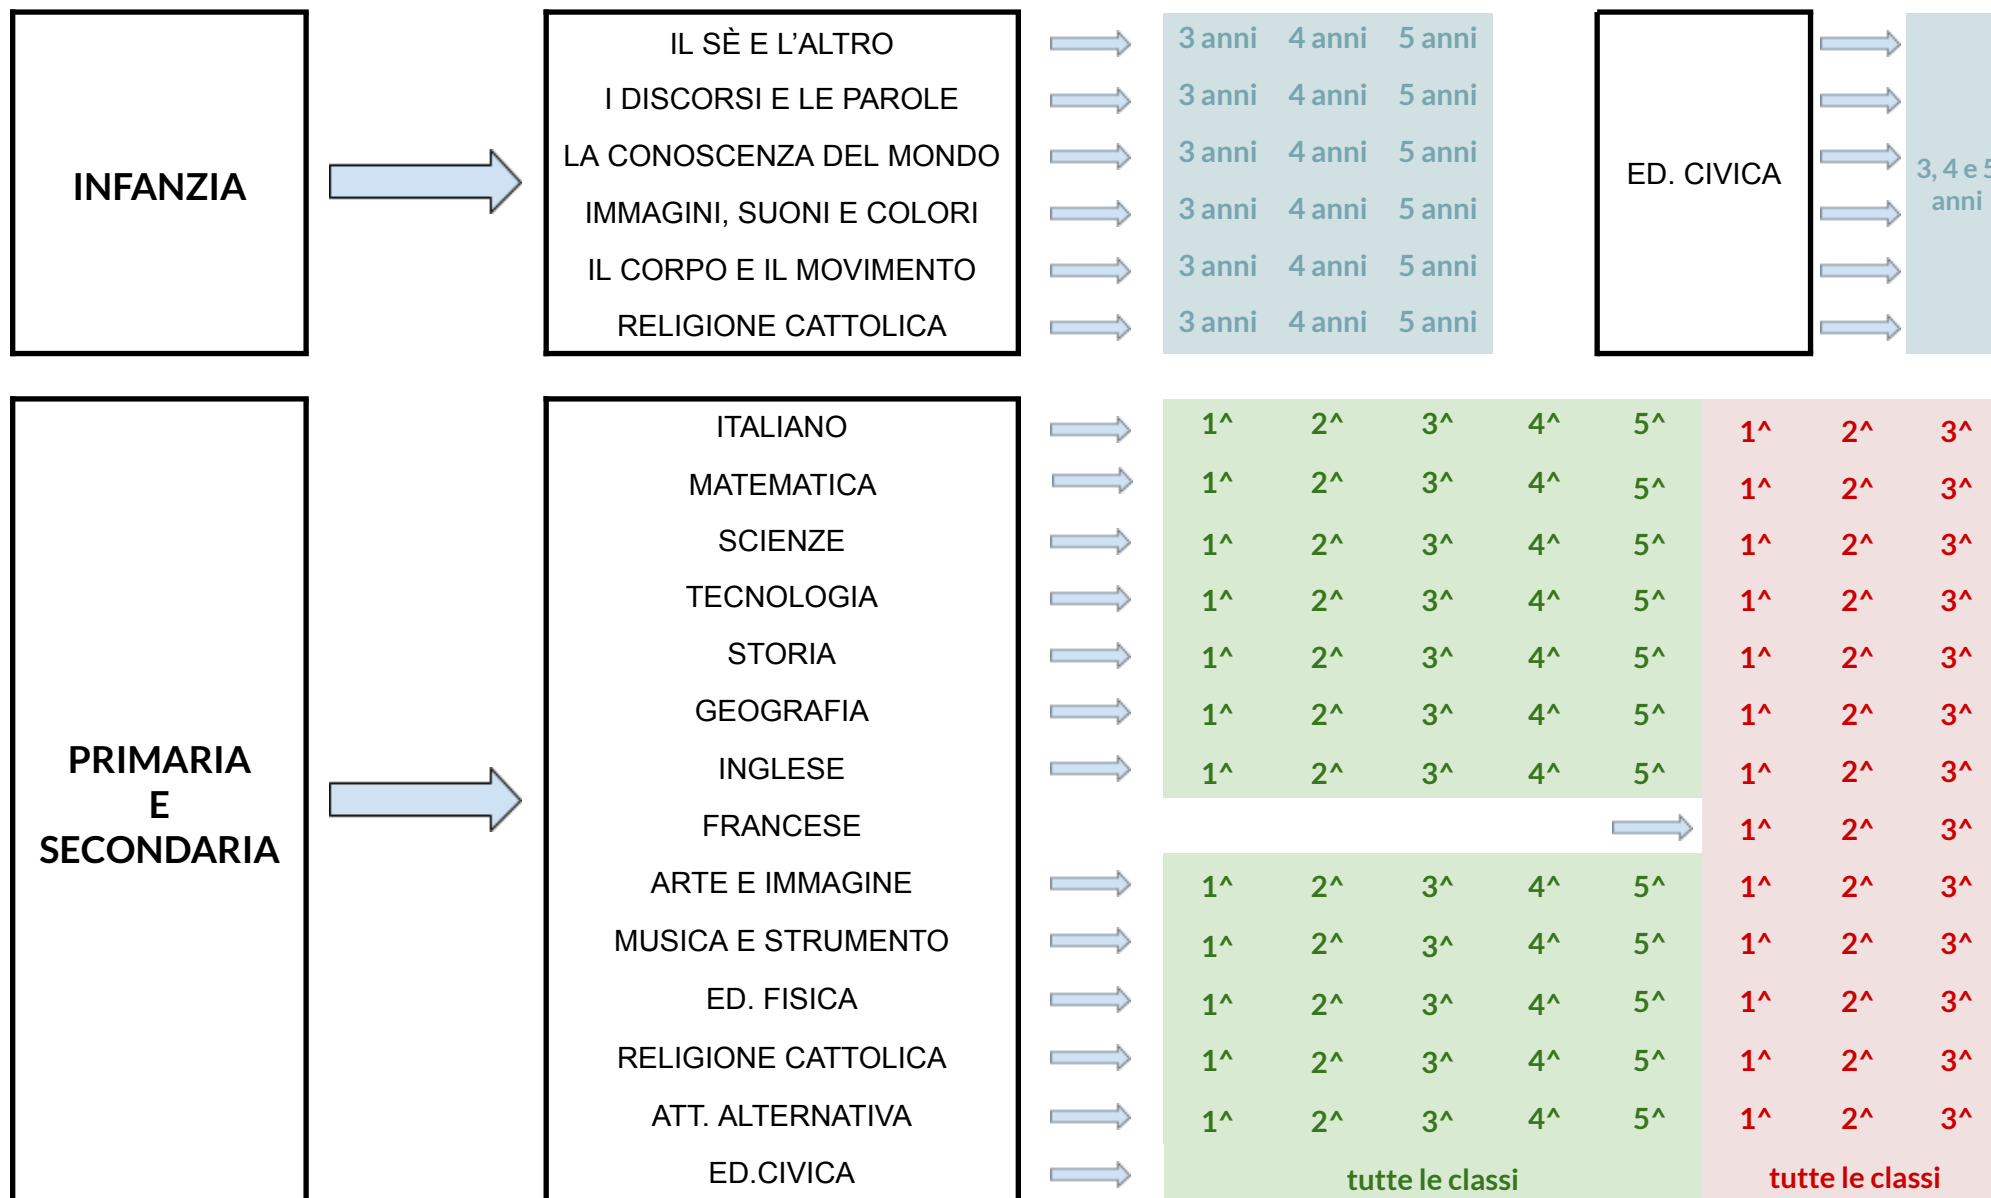 INFANZIA
IL SÈ E L’ALTRO 3 anni 4 anni 5 anni
I DISCORSI E LE PAROLE 3 anni 4 anni 5 anni
LA CONOSCENZA DEL MONDO 3 anni 4 anni 5 anni
IMMAGINI, SUONI E COLORI 3 anni 4 anni 5 anni
IL CORPO E IL MOVIMENTO 3 anni 4 anni 5 anni
RELIGIONE CATTOLICA 3 anni 4 anni 5 anni
ED. CIVICA
3, 4 e 5
anni
PRIMARIA
E
SECONDARIA
ITALIANO 1^ 2^ 3^ 4^ 5^ 1^ 2^ 3^
MATEMATICA 1^ 2^ 3^ 4^ 5^ 1^ 2^ 3^
SCIENZE 1^ 2^ 3^ 4^ 5^ 1^ 2^ 3^
TECNOLOGIA 1^ 2^ 3^ 4^ 5^ 1^ 2^ 3^
STORIA 1^ 2^ 3^ 4^ 5^ 1^ 2^ 3^
GEOGRAFIA 1^ 2^ 3^ 4^ 5^ 1^ 2^ 3^
INGLESE 1^ 2^ 3^ 4^ 5^ 1^ 2^ 3^
FRANCESE 1^ 2^ 3^
ARTE E IMMAGINE 1^ 2^ 3^ 4^ 5^ 1^ 2^ 3^
MUSICA E STRUMENTO 1^ 2^ 3^ 4^ 5^ 1^ 2^ 3^
ED. FISICA 1^ 2^ 3^ 4^ 5^ 1^ 2^ 3^
RELIGIONE CATTOLICA 1^ 2^ 3^ 4^ 5^ 1^ 2^ 3^
ATT. ALTERNATIVA 1^ 2^ 3^ 4^ 5^ 1^ 2^ 3^
ED.CIVICA tutte le classi tutte le classi